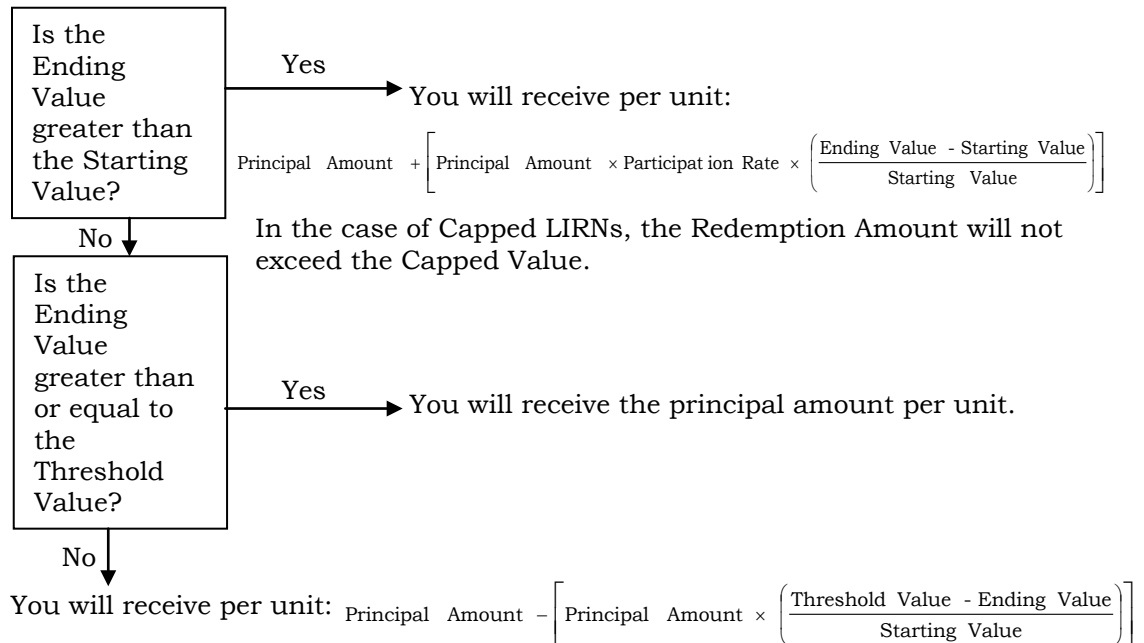 Is the
Ending
Value
greater than
the Starting
Value?
Yes
You will receive per unit:
Principal Amount + [Principal Amount × Participat ion Rate × (Ending Value - Starting Value / Starting Value)]
In the case of Capped LIRNs, the Redemption Amount will not
exceed the Capped Value.
No
Is the
Ending
Value
greater than
or equal to
the
Threshold
Value?
Yes
You will receive the principal amount per unit.
No
You will receive per unit: Principal Amount − [Principal Amount × (Threshold Value - Ending Value / Starting Value)]